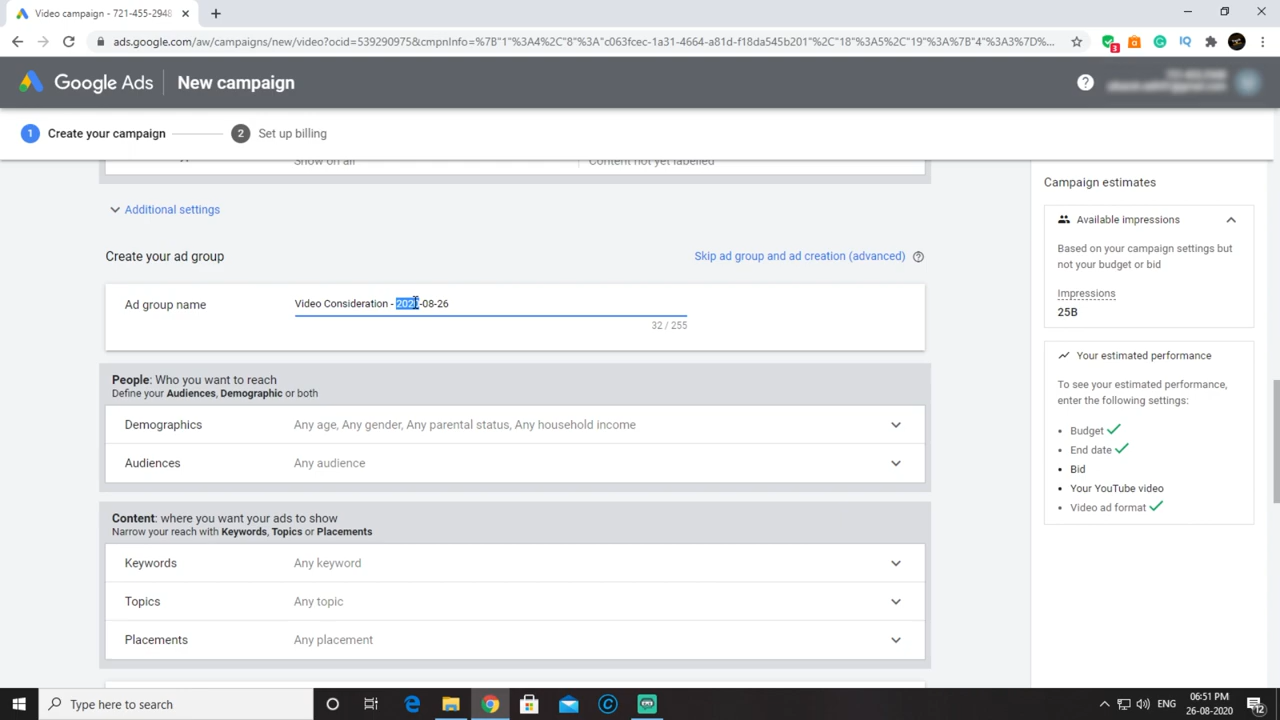 Video campaign - 721-455-2948
ads.google.com/aw/campaigns/new/video?ocid=539290975&cmpnInfo=%7B"1"%3A4%2C"8"%3A"c063fcec-1a31-4664-a81d-f18da545b201"%2C"18"%3A5%2C"19"%3A%7B"4"%3A3%7D%...
3
Google Ads
New campaign
1 Create your campaign
2 Set up billing
Show on all
Content not yet labelled
Additional settings
Create your ad group
Skip ad group and ad creation (advanced)
Ad group name
Video Consideration - 2020-08-26
32 / 255
People: Who you want to reach
Define your Audiences, Demographic or both
Demographics
Any age, Any gender, Any parental status, Any household income
Audiences
Any audience
Content: where you want your ads to show
Narrow your reach with Keywords, Topics or Placements
Keywords
Any keyword
Topics
Any topic
Placements
Any placement
Campaign estimates
Available impressions
Based on your campaign settings but
not your budget or bid
Impressions
25B
Your estimated performance
To see your estimated performance,
enter the following settings:
• Budget
• End date
• Bid
• Your YouTube video
• Video ad format
Type here to search
ENG
06:51 PM
26-08-2020
12